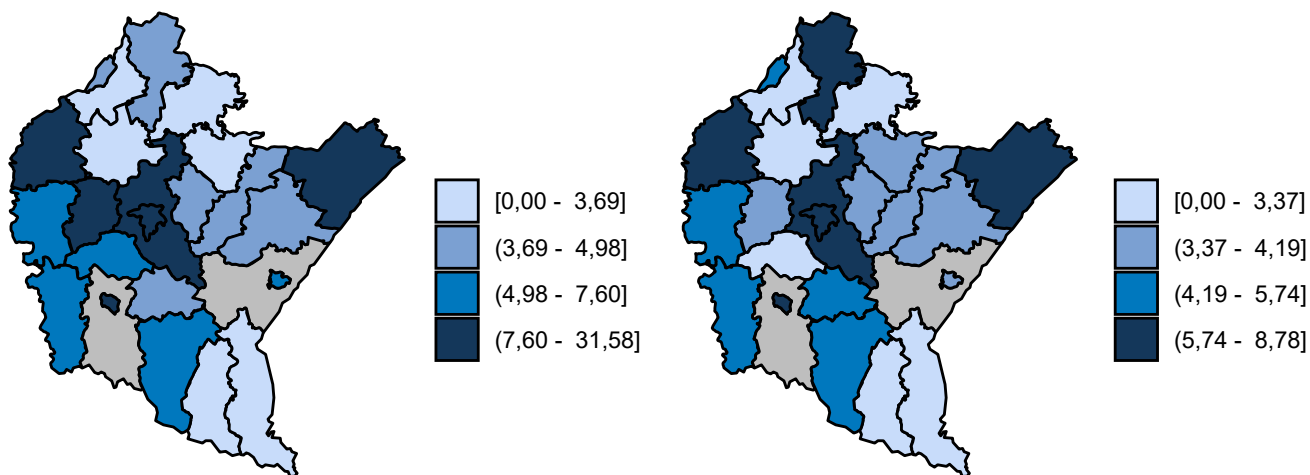 [0,00 - 3,69]
(3,69 - 4,98]
(4,98 - 7,60]
(7,60 - 31,58]
[0,00 - 3,37]
(3,37 - 4,19]
(4,19 - 5,74]
(5,74 - 8,78]